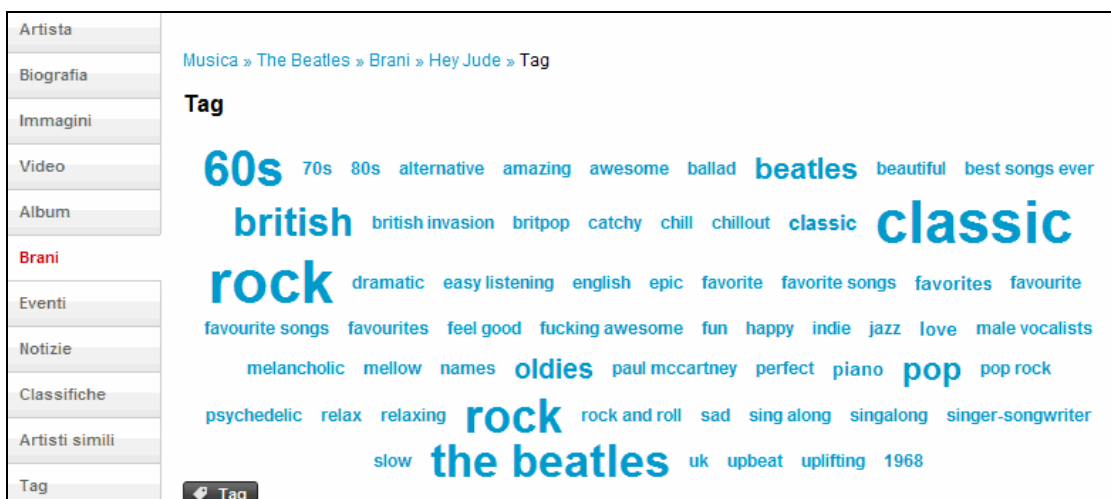 Artista
Biografia
Immagini
Video
Album
Brani
Eventi
Notizie
Classifiche
Artisti simili
Tag
Musica » The Beatles » Brani » Hey Jude » Tag
Tag
60s 70s 80s alternative amazing awesome ballad beatles beautiful best songs ever
british british invasion britpop catchy chill chillout classic classic
rock dramatic easy listening english epic favorite favorite songs favorites favourite
favourite songs favourites feel good fucking awesome fun happy indie jazz love male vocalists
melancholic mellow names oldies paul mccartney perfect piano pop pop rock
psychedelic relax relaxing rock rock and roll sad sing along singalong singer-songwriter
slow the beatles uk upbeat uplifting 1968
Tag